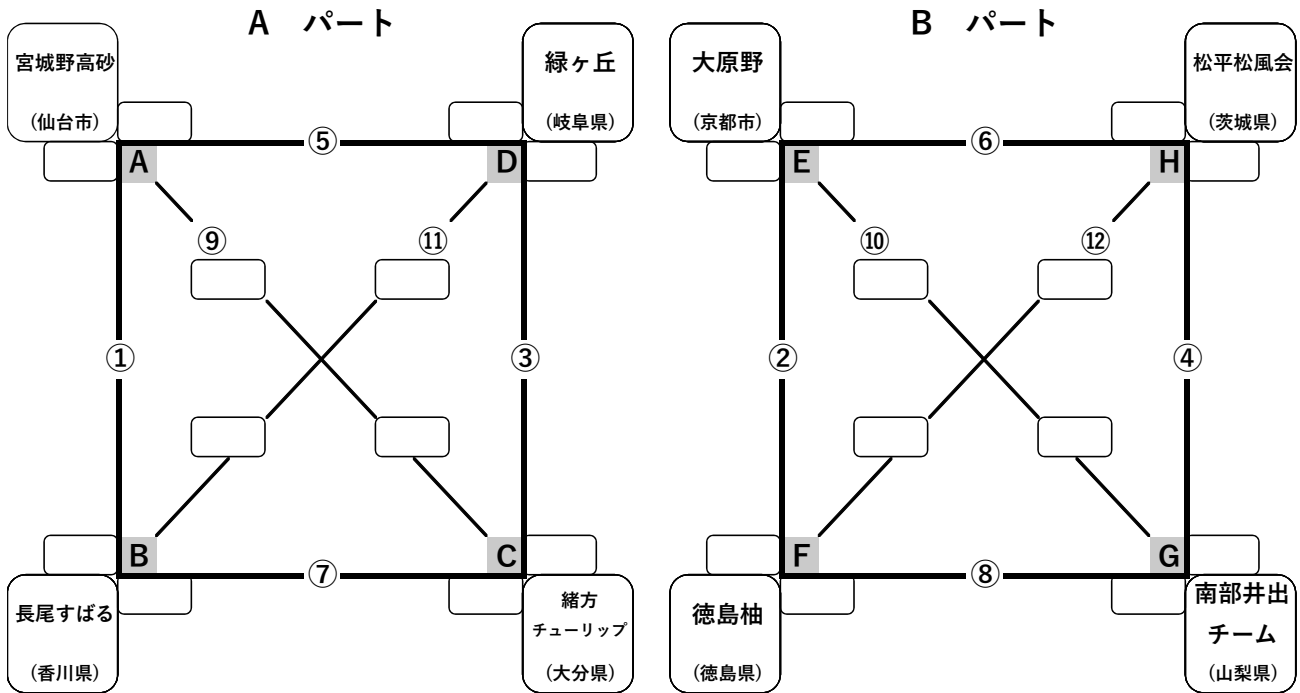 A　パート
B　パート
宮城野高砂
（仙台市）
緑ヶ丘
（岐阜県）
大原野
（京都市）
松平松風会
（茨城県）
⑤
⑥
A
D
E
H
⑨
⑪
⑩
⑫
①
③
②
④
B
C
F
G
⑦
⑧
長尾すばる
（香川県）
緒方
チューリップ
（大分県）
徳島柚
（徳島県）
南部井出
チーム
（山梨県）